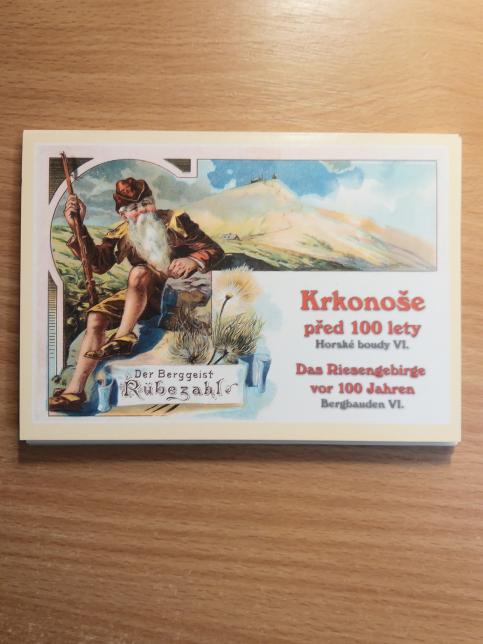 Der Berggeist
Rübezahl
Krkonoše
před 100 lety
Horské boudy VI.
Das Riesengebirge
vor 100 Jahren
Bergbauden VI.